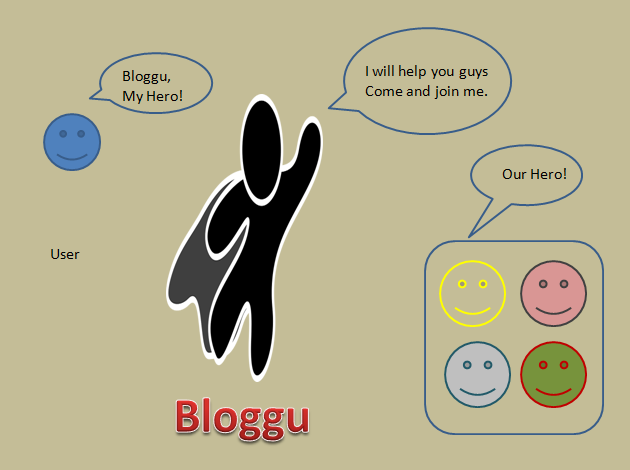 Bloggu,
My Hero!
I will help you guys
Come and join me.
Our Hero!
User
Bloggu